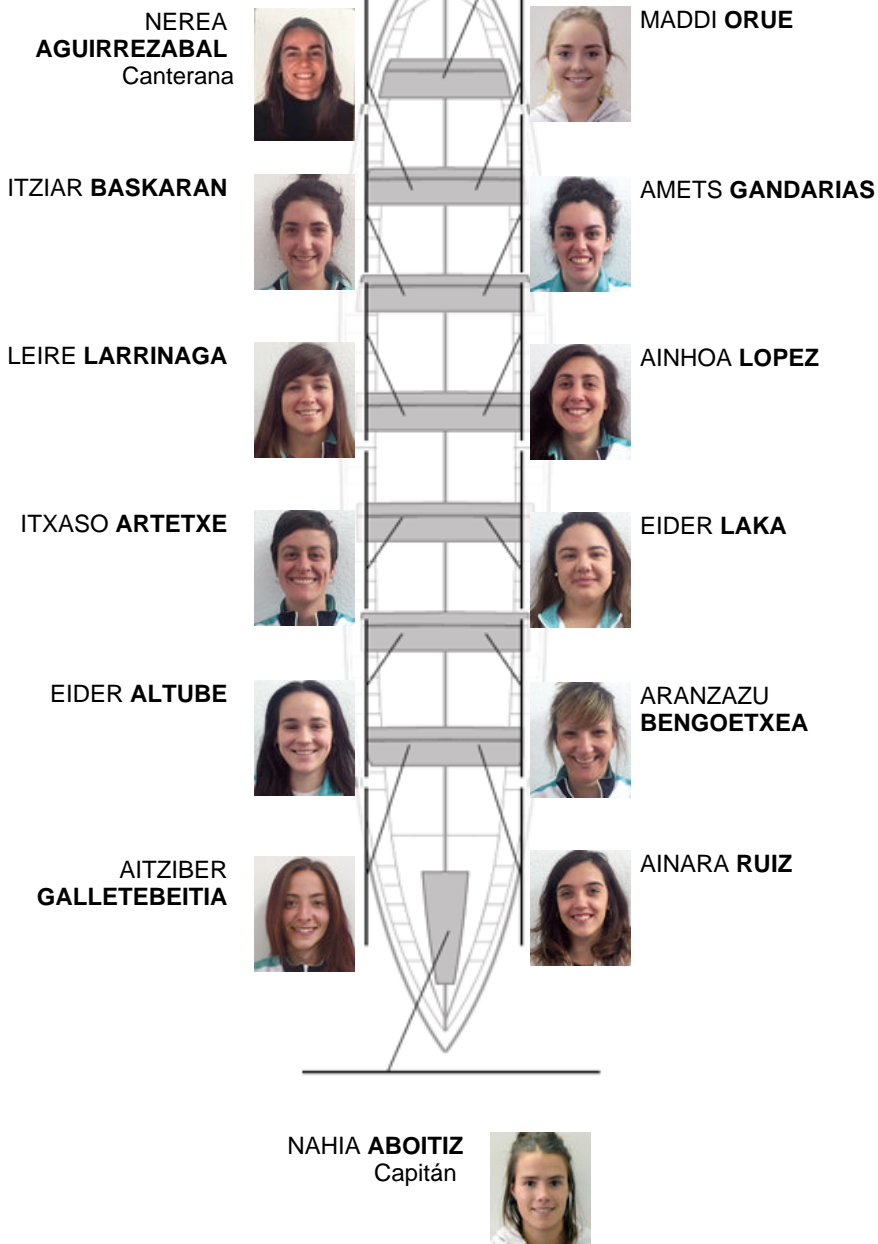 NEREA
AGUIRREZABAL
Canterana
MADDI ORUE
ITZIAR BASKARAN
AMETS GANDARIAS
LEIRE LARRINAGA
AINHOA LOPEZ
ITXASO ARTETXE
EIDER LAKA
EIDER ALTUBE
ARANZAZU
BENGOETXEA
AITZIBER
GALLETEBEITIA
AINARA RUIZ
NAHIA ABOITIZ
Capitán